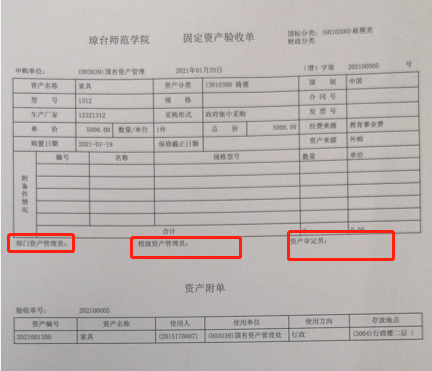 琼台师范学院 固定资产验收单 国标分类:(6010300)椅凳类
财政分类
申购单位: (003039)国有资产管理 2021年01月20日 (增)字第 202100005 号
资产名称 家具 资产分类 13010300 椅凳 国别 中国
型号 1312 规格 合同号
生产厂家 12321312 采购形式 政府集中采购 发票号
单价 5000.00 数量/单位 1件 总价 5000.00 经费来源 教育事业费
购置日期 2021-01-19 保修截止日期 资产来源 外购
附备件情况 编号 名称 规格型号 数量 单价
合计 0.00
部门资产管理员: 校级资产管理员: 资产审定员:
资产附单
验收单号: 202100005
资产编号 资产名称 使用人 使用单位 使用方向 存放地点
2021001300 家具 (2015170007) (003039)国有资产管理处 行政 (3004)行政楼二层(